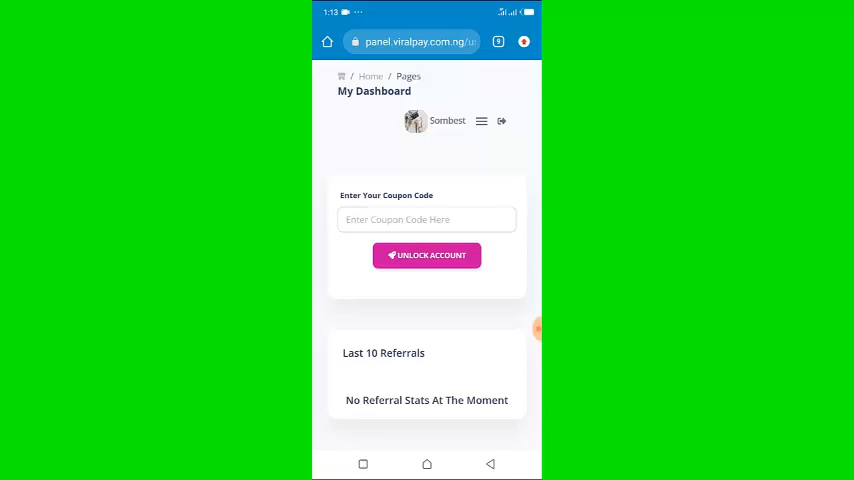 1:13
panel.viralpay.com.ng/u
9
/ Home / Pages
My Dashboard
Sombest
Enter Your Coupon Code
Enter Coupon Code Here
UNLOCK ACCOUNT
Last 10 Referrals
No Referral Stats At The Moment